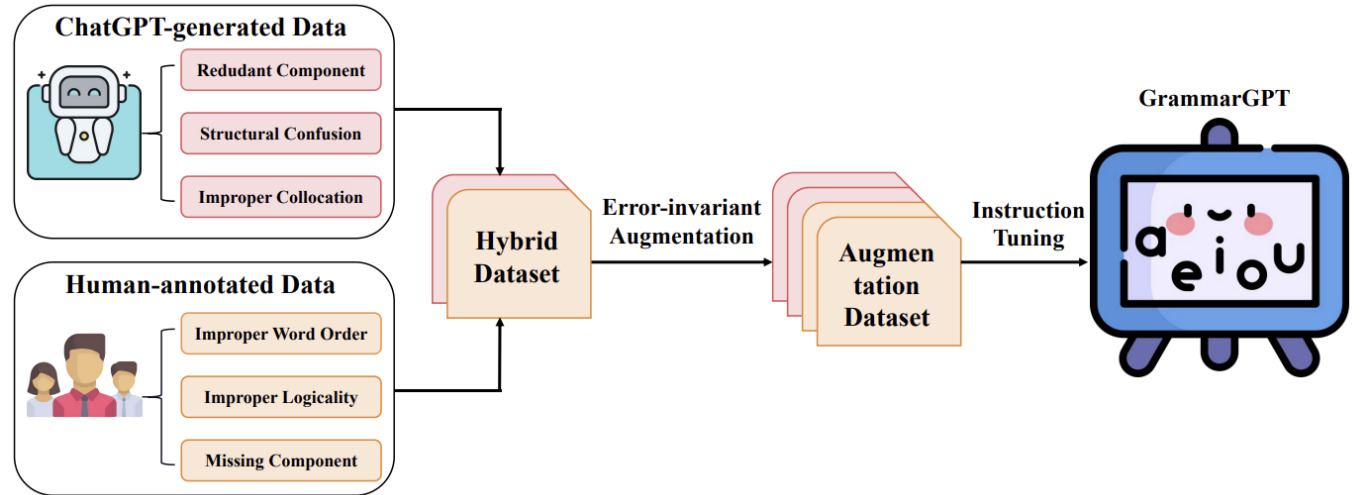 ChatGPT-generated Data
Redudant Component
Structural Confusion
Improper Collocation
Human-annotated Data
Improper Word Order
Improper Logicality
Missing Component
Hybrid
Dataset
Error-invariant
Augmentation
Augmen
tation
Dataset
Instruction
Tuning
GrammarGPT
a
e
i
o
u